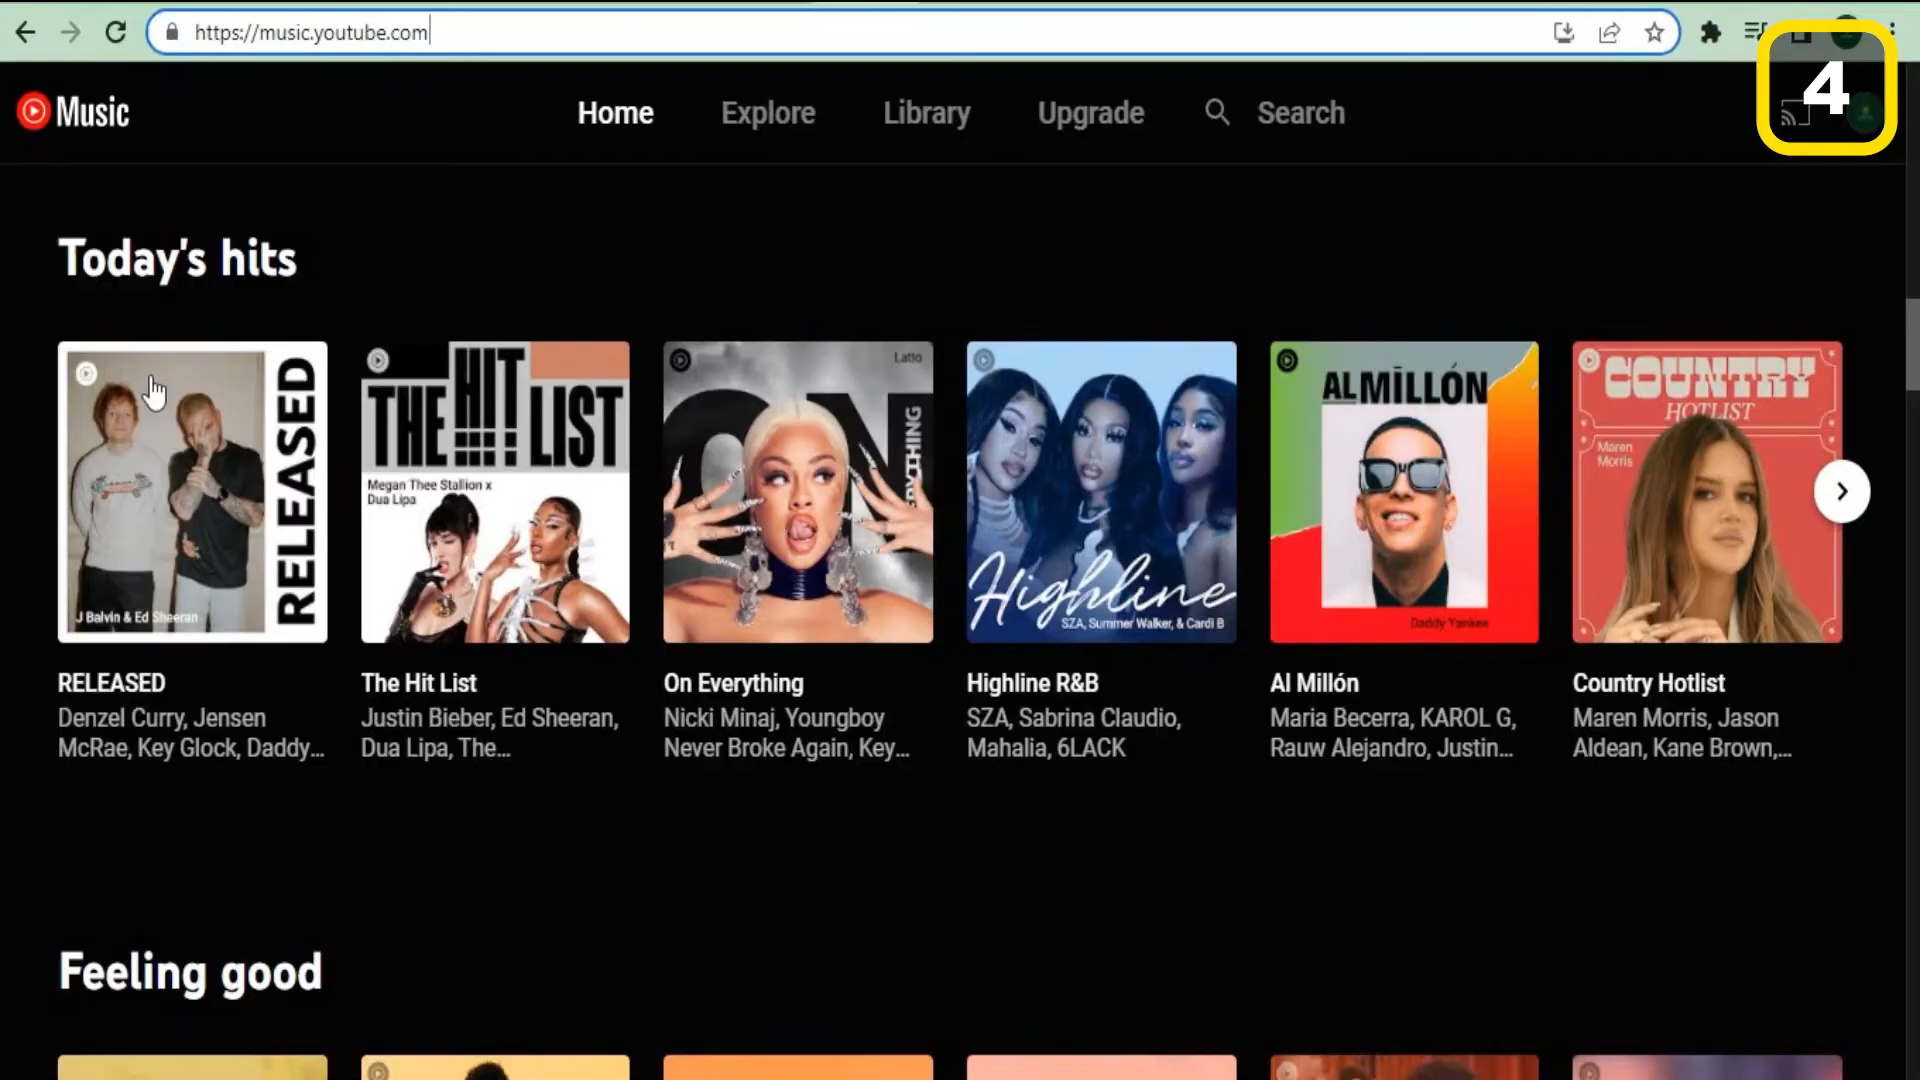 https://music.youtube.com
4
Music
Home
Explore
Library
Upgrade
Search
Today's hits
RELEASED
J Balvin & Ed Sheeran
THE HIT LIST
Megan Thee Stallion x
Dua Lipa
Latto
ON
Highline
SZA, Summer Walker, & Cardi B
AL MILLÓN
Daddy Yankee
COUNTRY
HOTLIST
Maren
Morris
RELEASED
Denzel Curry, Jensen
McRae, Key Glock, Daddy...
The Hit List
Justin Bieber, Ed Sheeran,
Dua Lipa, The...
On Everything
Nicki Minaj, Youngboy
Never Broke Again, Key...
Highline R&B
SZA, Sabrina Claudio,
Mahalia, 6LACK
Al Millón
Maria Becerra, KAROL G,
Rauw Alejandro, Justin...
Country Hotlist
Maren Morris, Jason
Aldean, Kane Brown,...
Feeling good